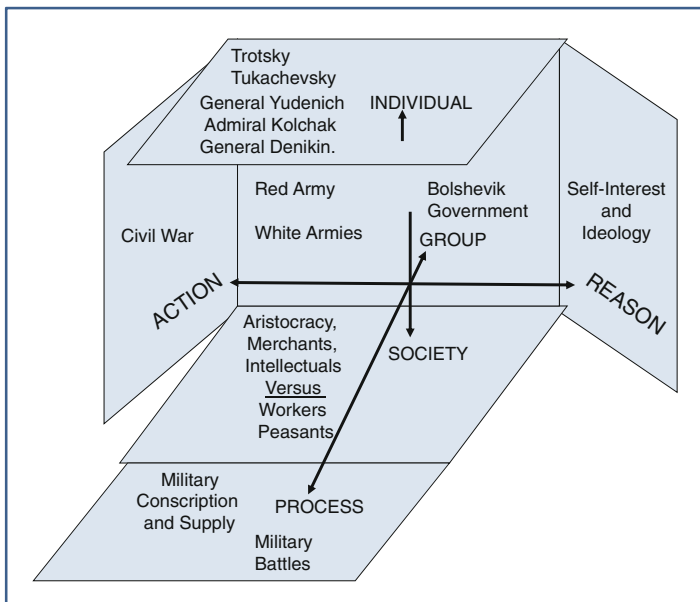 Trotsky
Tukachevsky
General Yudenich
Admiral Kolchak
General Denikin.
INDIVIDUAL
Red Army
White Armies
Bolshevik
Government
GROUP
Civil War
Self-Interest
and
Ideology
ACTION
REASON
Aristocracy,
Merchants,
Intellectuals
Versus
Workers
Peasants
SOCIETY
Military
Conscription
and Supply
PROCESS
Military
Battles